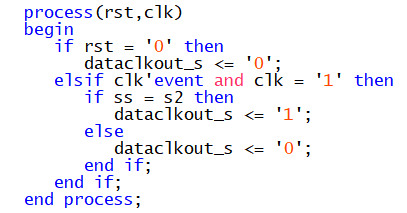 process(rst,clk)
begin
   if rst = '0' then
      dataclkout_s <= '0';
   elsif clk'event and clk = '1' then
      if ss = s2 then
         dataclkout_s <= '1';
      else
         dataclkout_s <= '0';
      end if;
   end if;
end process;